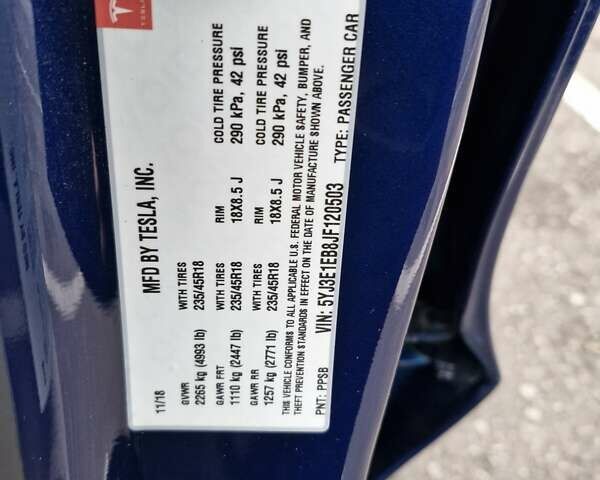 TESLA
MFD BY TESLA, INC.
11/18
GVWR
2265 kg (4993 lb)
GAWR FRT WITH TIRES RIM COLD TIRE PRESSURE
1110 kg (2447 lb) 235/45R18 18X8.5 J 290 kPa, 42 psi
GAWR RR WITH TIRES RIM COLD TIRE PRESSURE
1257 kg (2771 lb) 235/45R18 18X8.5 J 290 kPa, 42 psi
WITH TIRES
235/45R18
THIS VEHICLE CONFORMS TO ALL APPLICABLE U.S. FEDERAL MOTOR VEHICLE SAFETY, BUMPER, AND
THEFT PREVENTION STANDARDS IN EFFECT ON THE DATE OF MANUFACTURE SHOWN ABOVE.
VIN: 5YJ3E1EB8JF120503 TYPE: PASSENGER CAR
PNT: PPSB